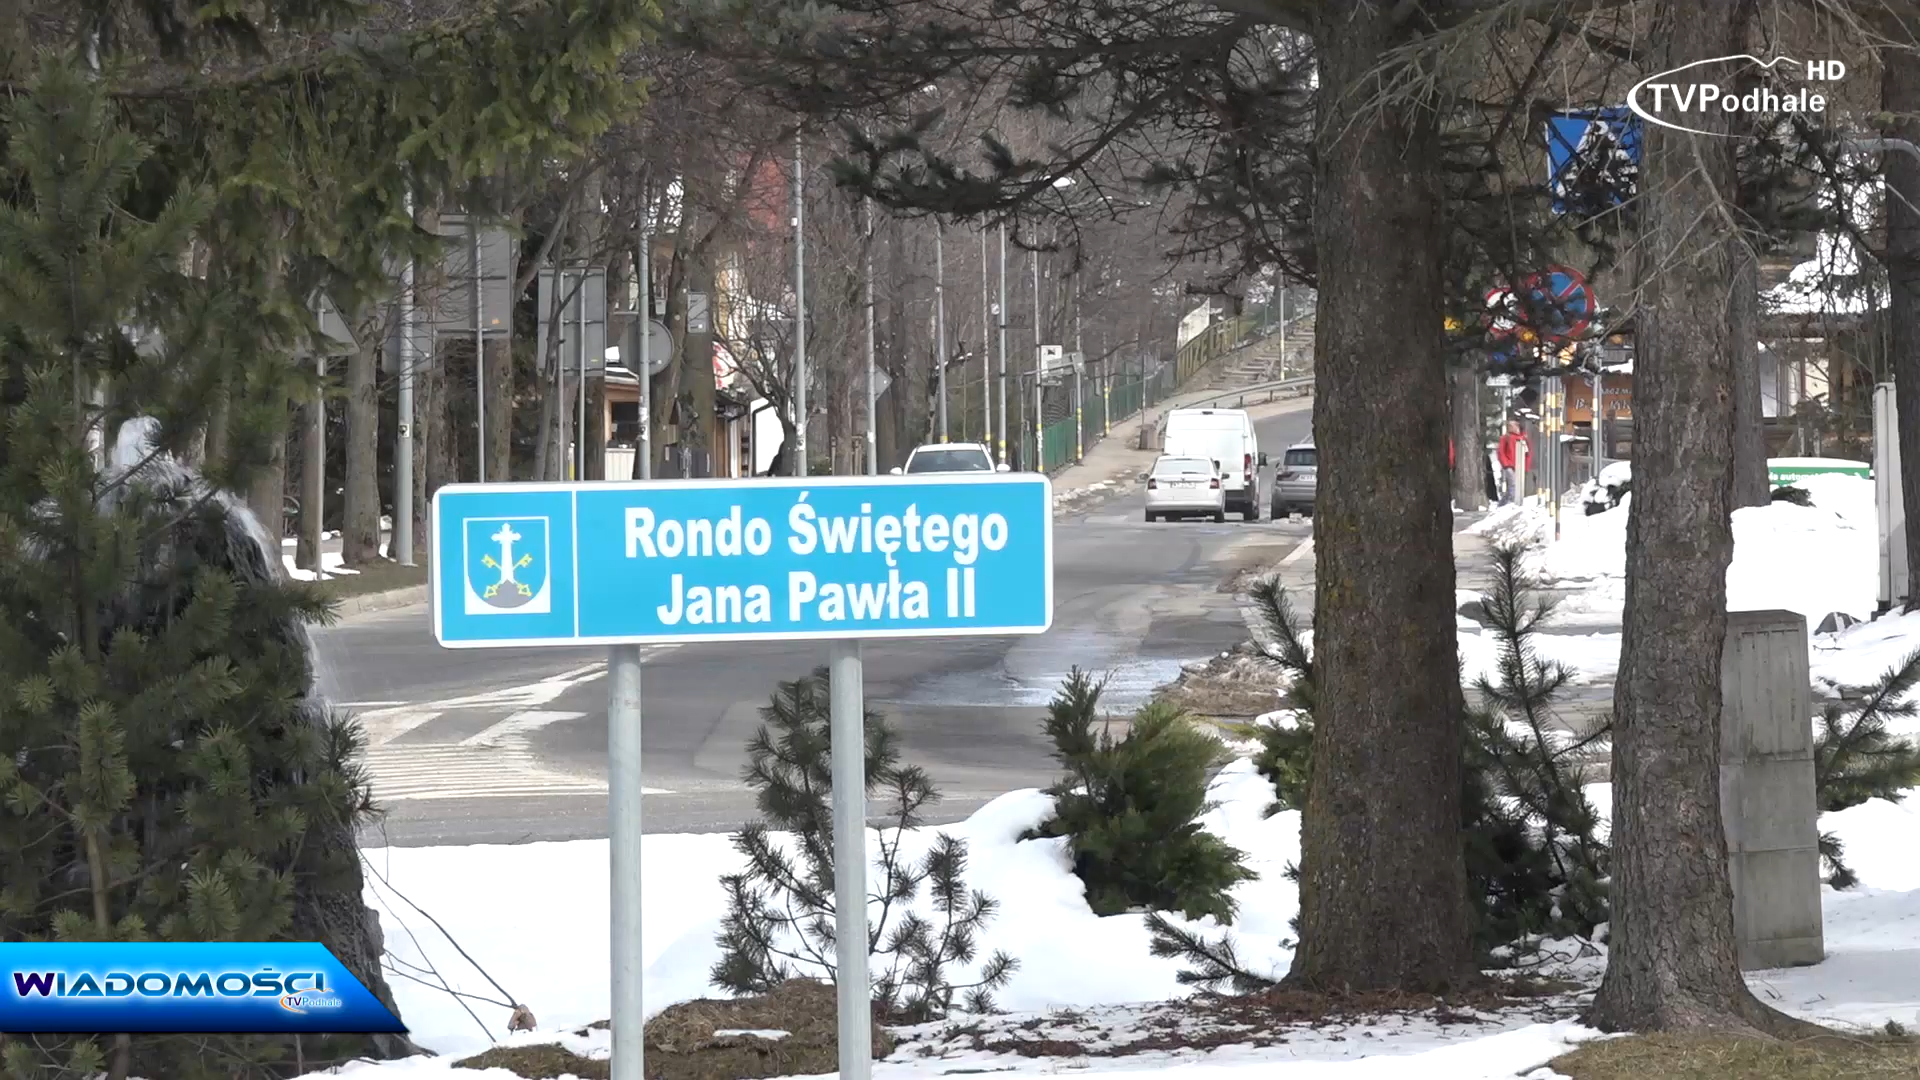 HD
TVPodhale
Rondo Świętego
Jana Pawła II
WIADOMOŚCI
TVPodhale